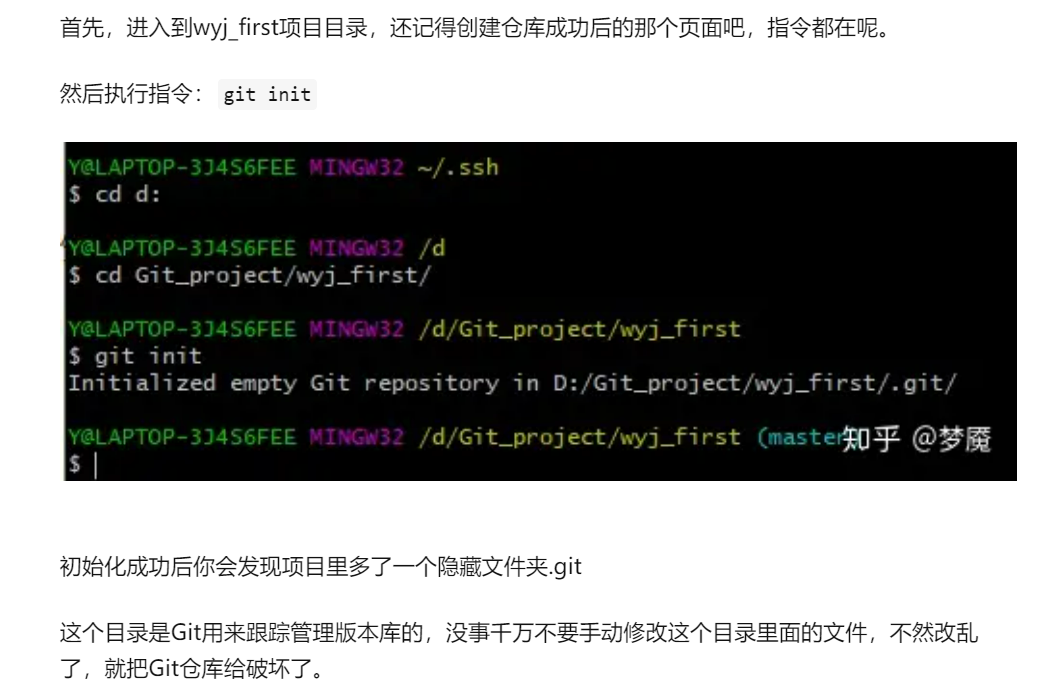 首先，进入到wyj_first项目目录，还记得创建仓库成功后的那个页面吧，指令都在呢。
然后执行指令： git init
Y@LAPTOP-3J4S6FEE MINGW32 ~/.ssh
$ cd d:
Y@LAPTOP-3J4S6FEE MINGW32 /d
$ cd Git_project/wyj_first/
Y@LAPTOP-3J4S6FEE MINGW32 /d/Git_project/wyj_first
$ git init
Initialized empty Git repository in D:/Git_project/wyj_first/.git/
Y@LAPTOP-3J4S6FEE MINGW32 /d/Git_project/wyj_first (master 知乎 @梦魇
$
初始化成功后你会发现项目里多了一个隐藏文件夹.git
这个目录是Git用来跟踪管理版本库的，没事千万不要手动修改这个目录里面的文件，不然改乱
了，就把Git仓库给破坏了。